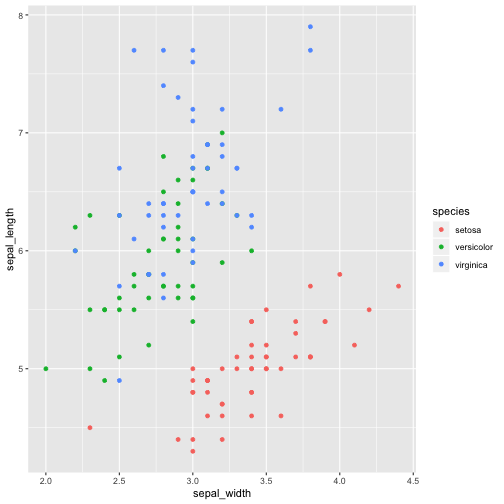 8
7
6
5
sepal_length
2.0 2.5 3.0 3.5 4.0 4.5
sepal_width
species
setosa
versicolor
virginica